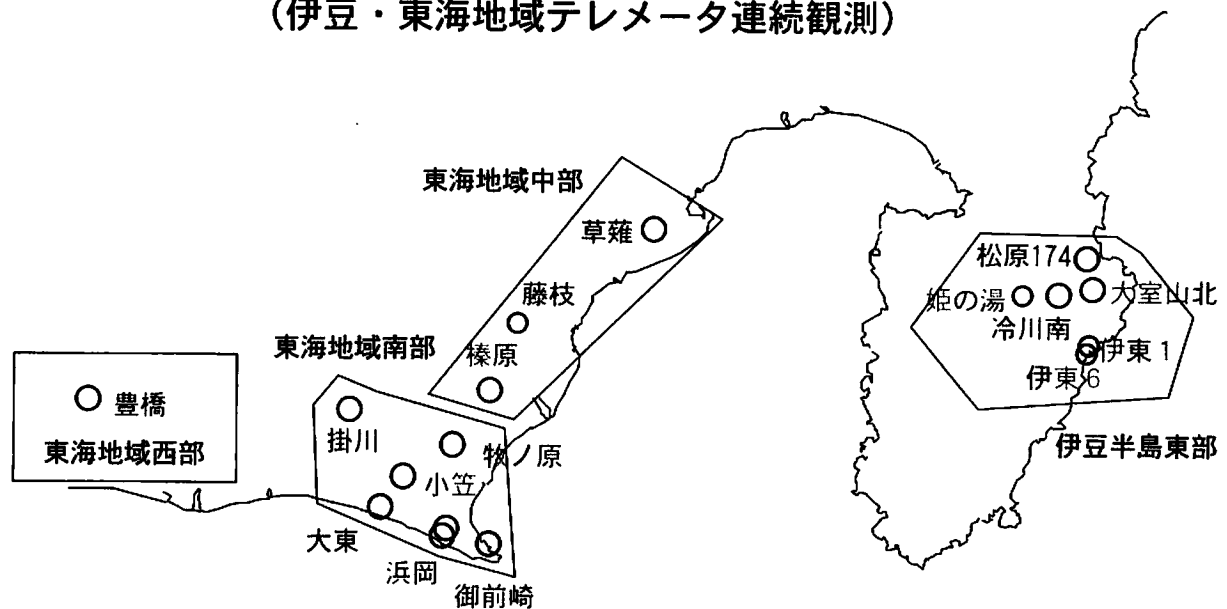 (伊豆・東海地域テレメータ連続観測)
東海地域中部
草薙
藤枝
榛原
東海地域南部
掛川
牧ノ原
小笠
大東
浜岡
御前崎
豊橋
東海地域西部
松原174
大室山北
姫の湯
冷川南
伊東1
伊東6
伊豆半島東部